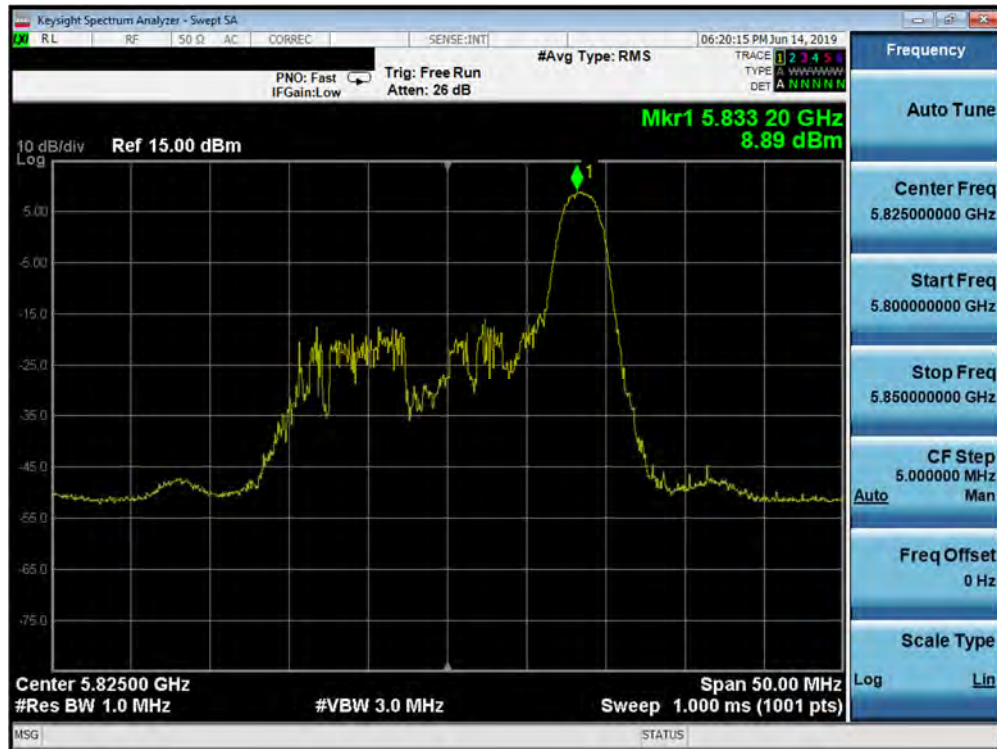 Keysight Spectrum Analyzer - Swept SA
RL RF 50 Ω AC CORREC SENSE:INT 06:20:15 PM Jun 14, 2019
#Avg Type: RMS TRACE 1 2 3 4 5 6
PNO: Fast Trig: Free Run TYPE A WWWWW
IFGain:Low Atten: 26 dB DET A N N N N N
Mkr1 5.833 20 GHz
8.89 dBm
10 dB/div Ref 15.00 dBm
Log
1
5.00
-5.00
-15.0
-25.0
-35.0
-45.0
-55.0
-65.0
-75.0
Center 5.82500 GHz Span 50.00 MHz
#Res BW 1.0 MHz #VBW 3.0 MHz Sweep 1.000 ms (1001 pts)
MSG STATUS
Frequency
Auto Tune
Center Freq
5.825000000 GHz
Start Freq
5.800000000 GHz
Stop Freq
5.850000000 GHz
CF Step
5.000000 MHz
Auto Man
Freq Offset
0 Hz
Scale Type
Log Lin